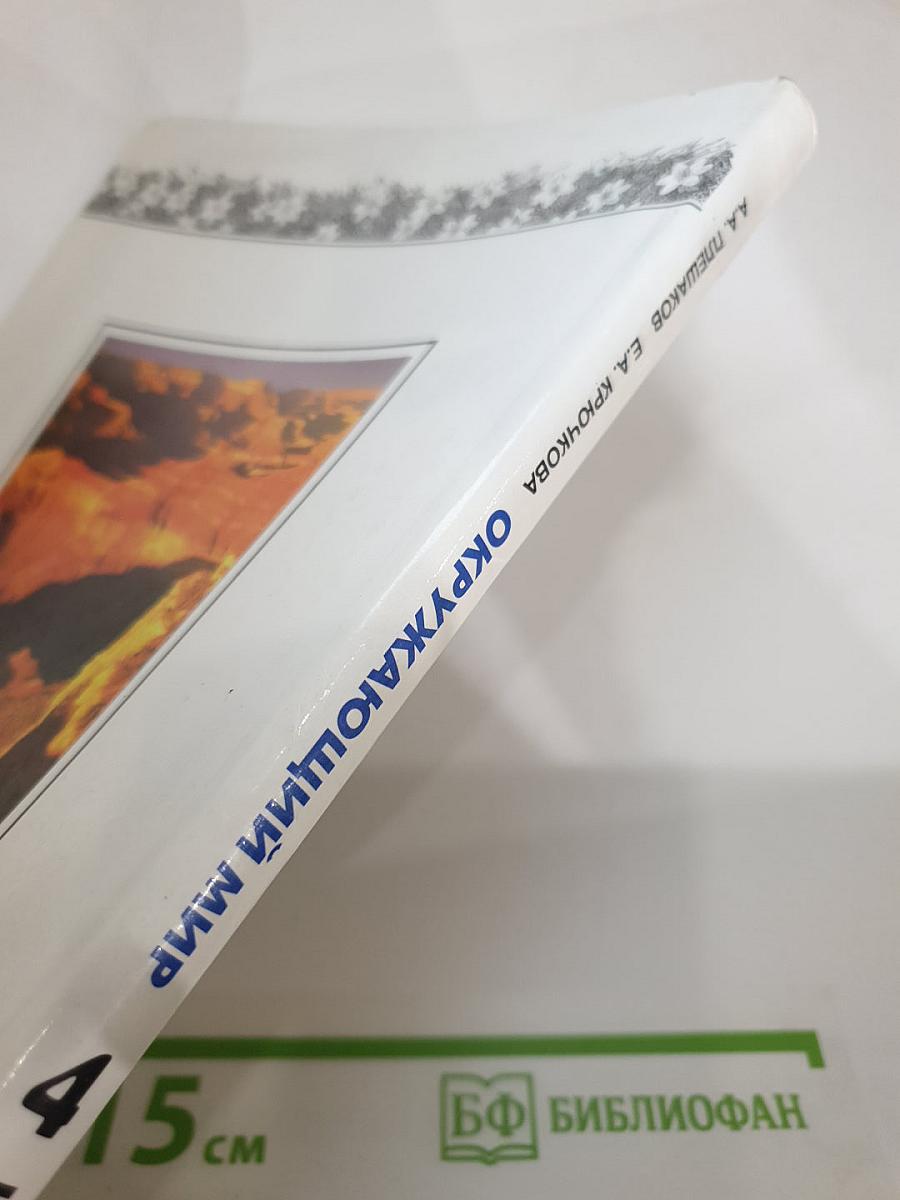 А.А. ПЛЕШАКОВ Е.А. КРЮЧКОВА
ОКРУЖАЮЩИЙ МИР
4
15 см
БФ БИБЛИОФАН